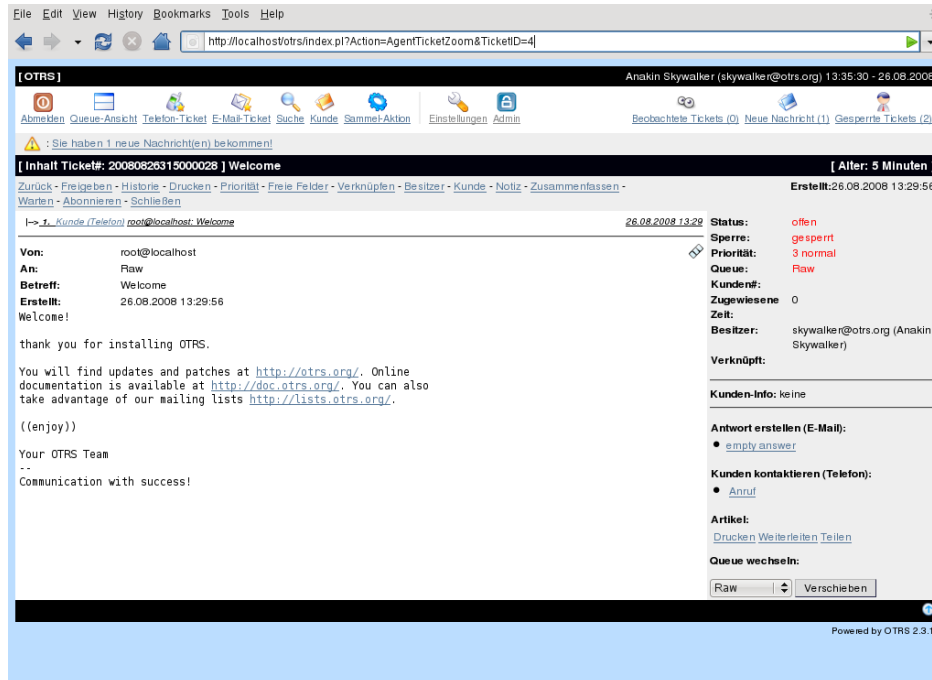 File Edit View History Bookmarks Tools Help
http://localhost/otrs/index.pl?Action=AgentTicketZoom&TicketID=4
[ OTRS ] Anakin Skywalker (skywalker@otrs.org) 13:35:30 - 26.08.2008
Abmelden Queue-Ansicht Telefon-Ticket E-Mail-Ticket Suche Kunde Sammel-Aktion Einstellungen Admin Beobachtete Tickets (0) Neue Nachricht (1) Gesperrte Tickets (2)
: Sie haben 1 neue Nachricht(en) bekommen!
[ Inhalt Ticket#: 20080826315000028 ] Welcome [ Alter: 5 Minuten
Zurück - Freigeben - Historie - Drucken - Priorität - Freie Felder - Verknüpfen - Besitzer - Kunde - Notiz - Zusammenfassen -
Warten - Abonnieren - Schließen
Erstellt:26.08.2008 13:29:56
|--> 1. Kunde (Telefon) root@localhost: Welcome 26.08.2008 13:29
Von: root@localhost
An: Raw
Betreff: Welcome
Erstellt: 26.08.2008 13:29:56
Welcome!
thank you for installing OTRS.
You will find updates and patches at http://otrs.org/. Online
documentation is available at http://doc.otrs.org/. You can also
take advantage of our mailing lists http://lists.otrs.org/.
((enjoy))
Your OTRS Team
--
Communication with success!
Status: offen
Sperre: gesperrt
Priorität: 3 normal
Queue: Raw
Kunden#:
Zugewiesene 0
Zeit:
Besitzer: skywalker@otrs.org (Anakin
Skywalker)
Verknüpft:
Kunden-Info: keine
Antwort erstellen (E-Mail):
• empty answer
Kunden kontaktieren (Telefon):
• Anruf
Artikel:
Drucken Weiterleiten Teilen
Queue wechseln:
Raw Verschieben
Powered by OTRS 2.3.1